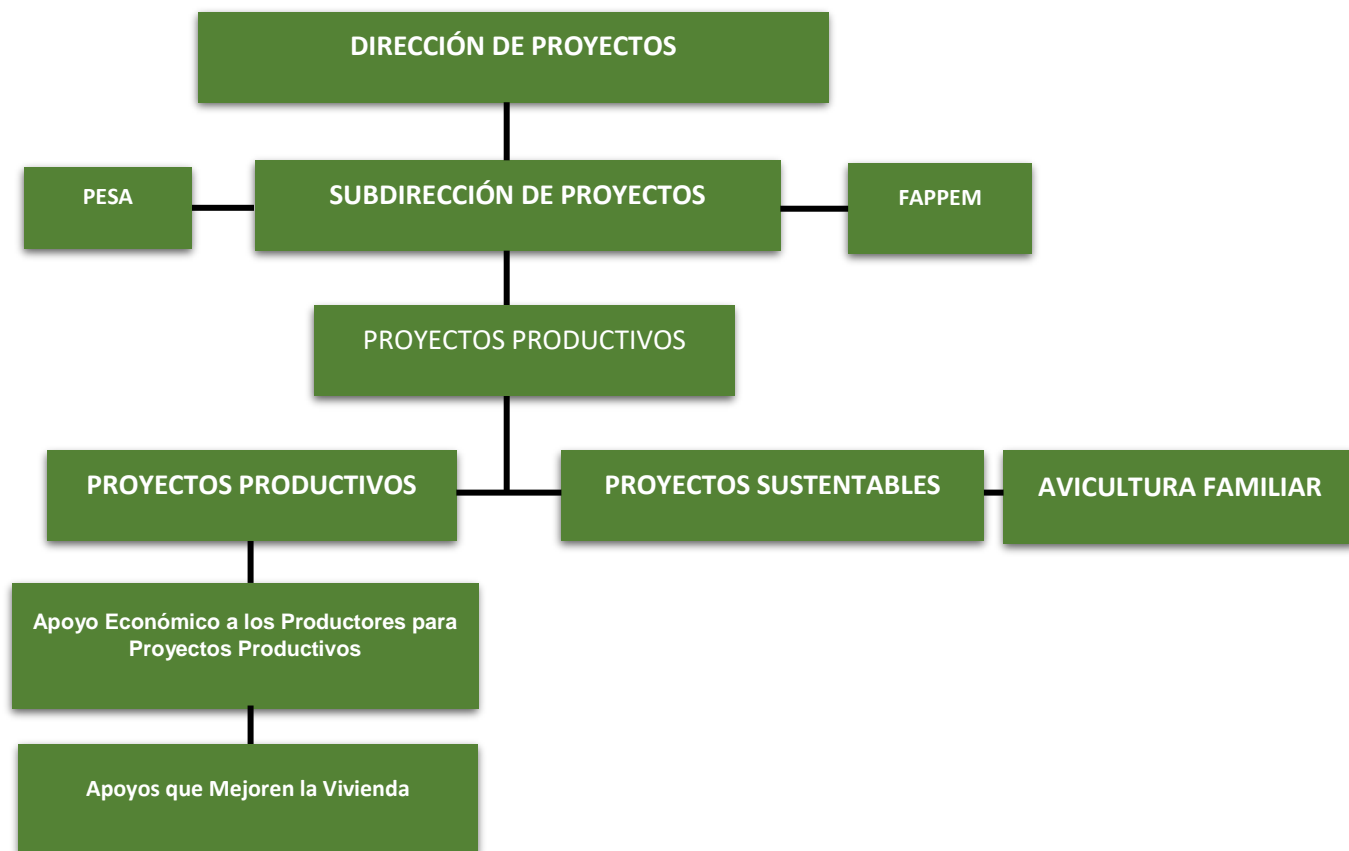 DIRECCIÓN DE PROYECTOS
PESA
SUBDIRECCIÓN DE PROYECTOS
FAPPEM
PROYECTOS PRODUCTIVOS
PROYECTOS PRODUCTIVOS
PROYECTOS SUSTENTABLES
AVICULTURA FAMILIAR
Apoyo Económico a los Productores para
Proyectos Productivos
Apoyos que Mejoren la Vivienda